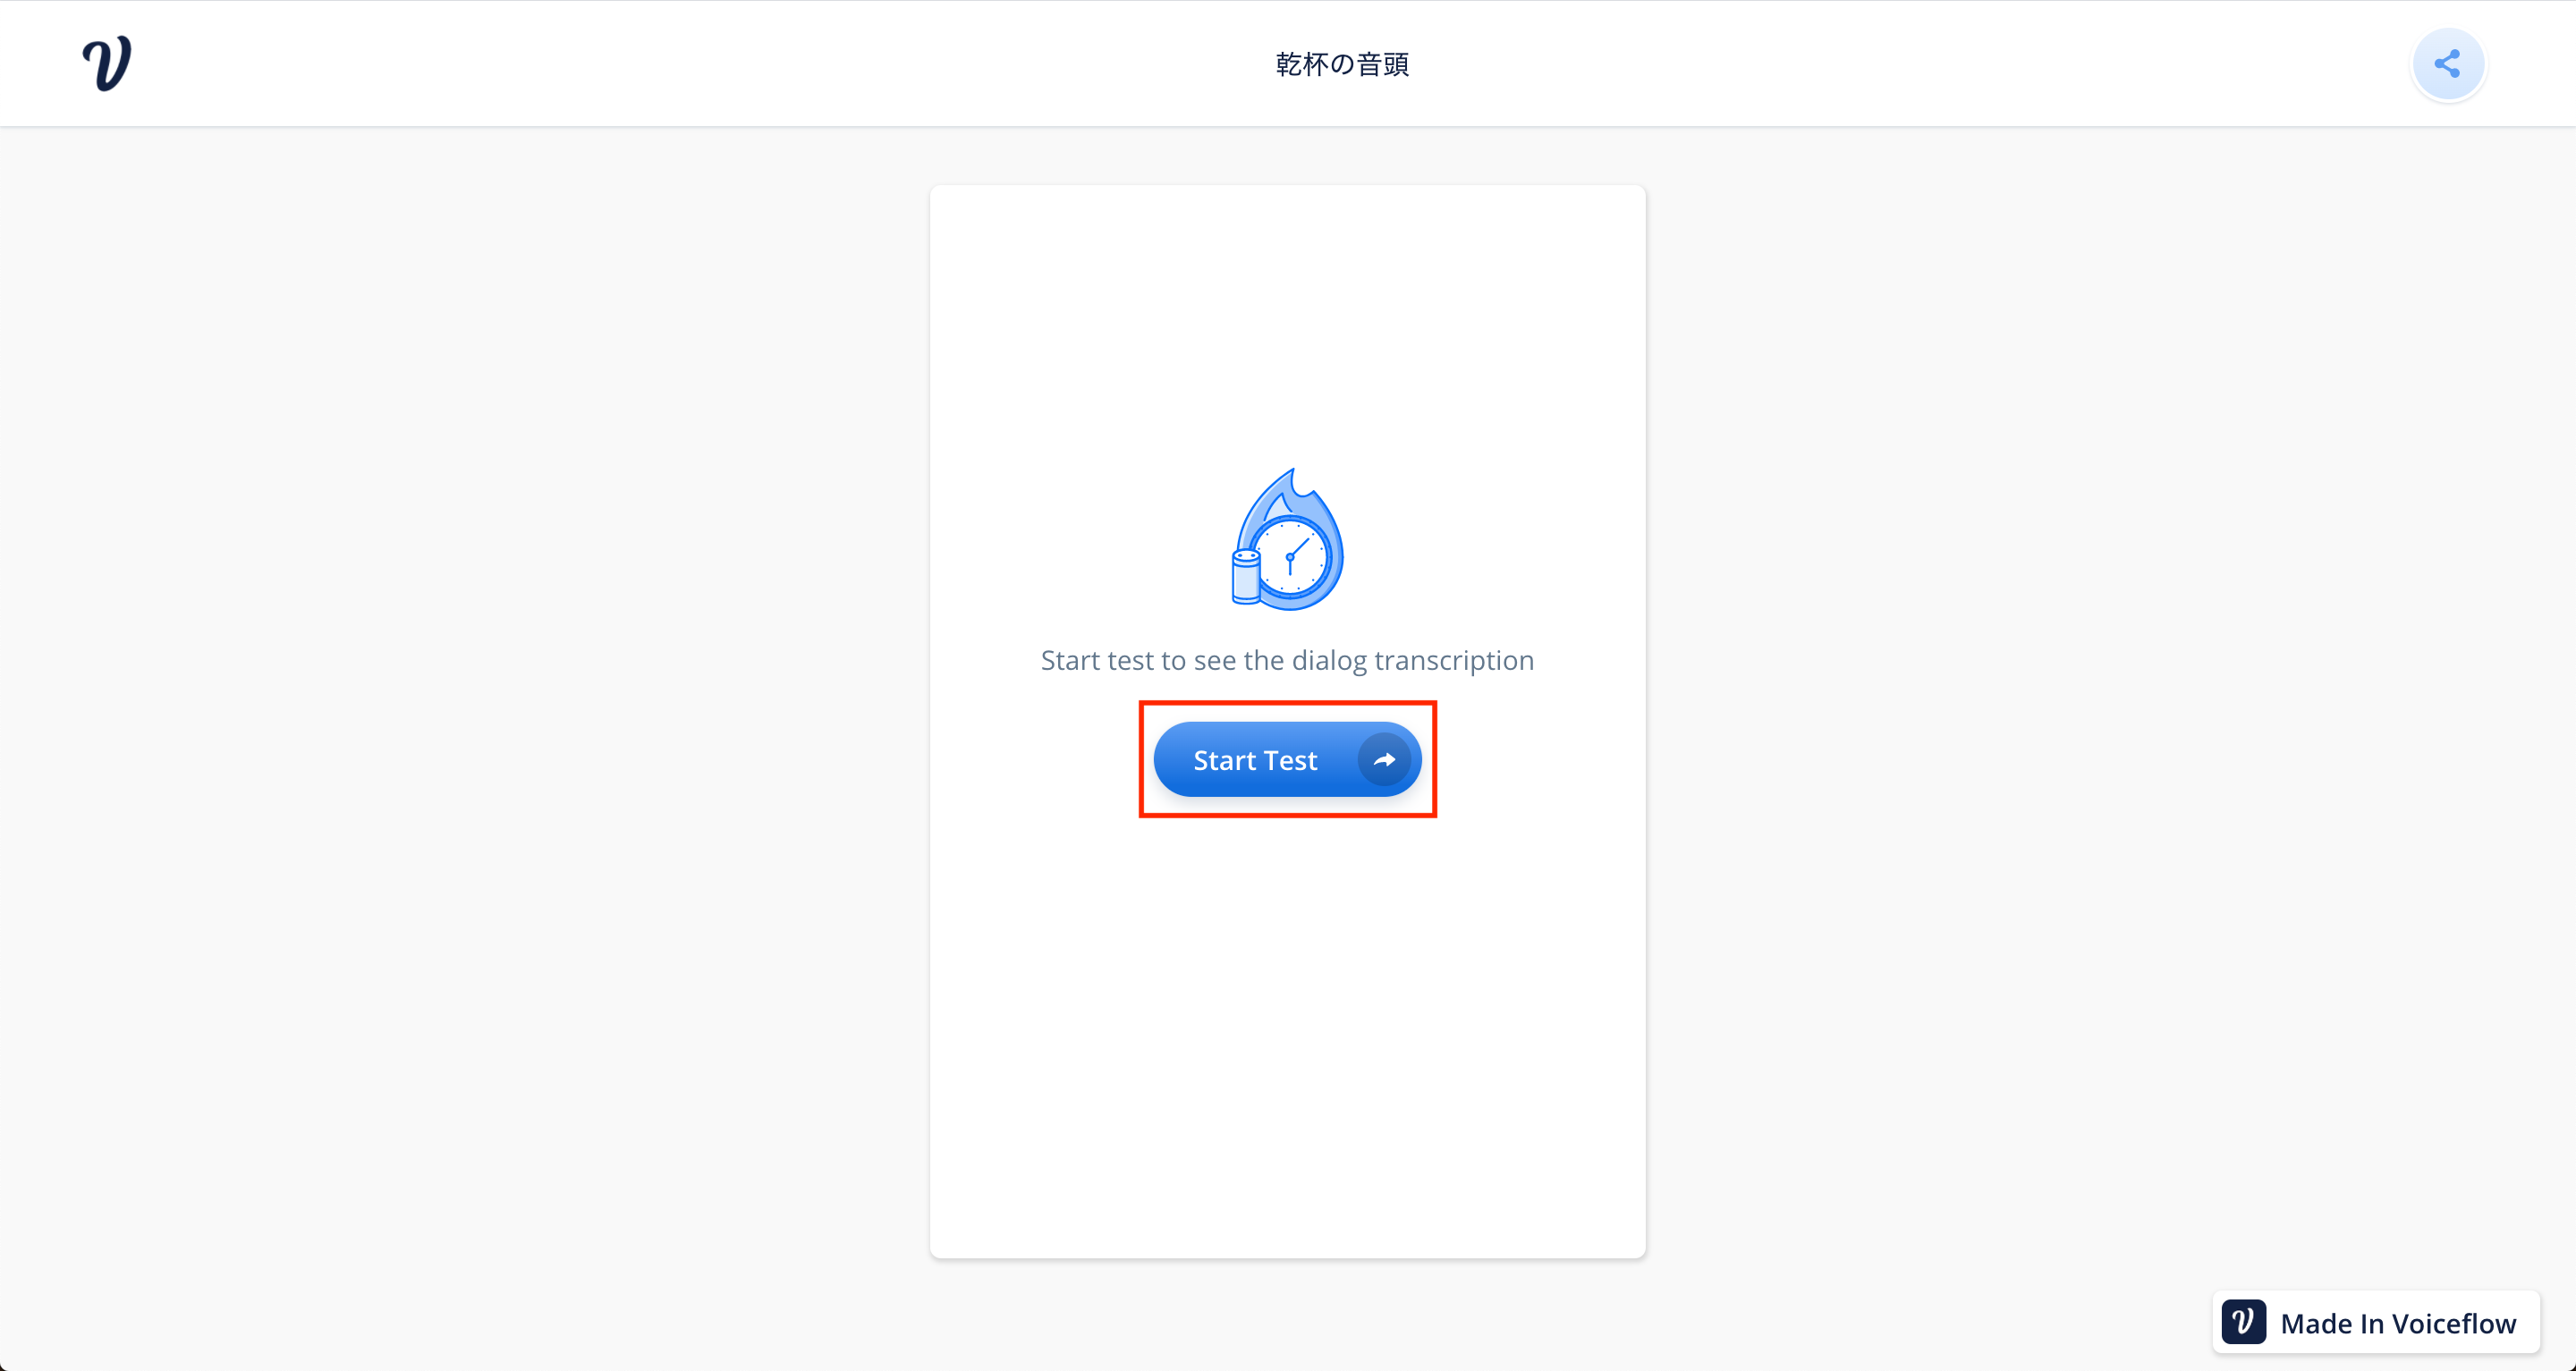 乾杯の音頭
Start test to see the dialog transcription
Start Test
Made In Voiceflow